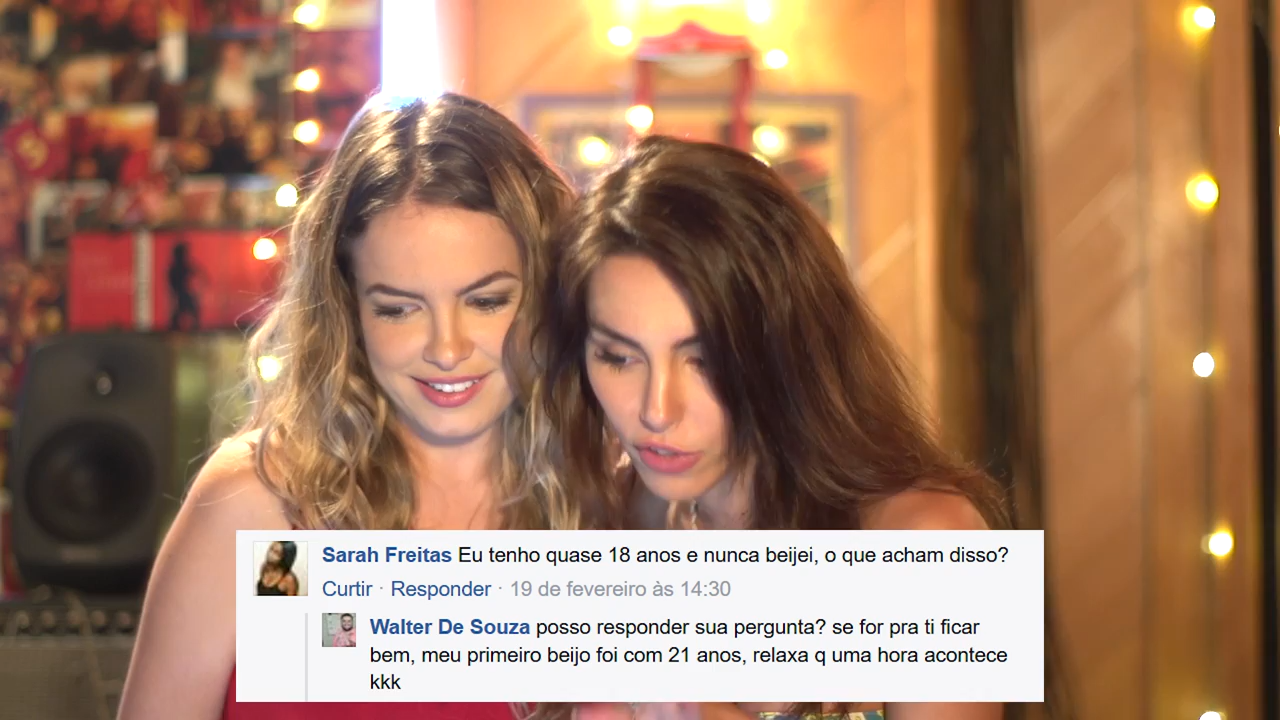 Sarah Freitas Eu tenho quase 18 anos e nunca beijei, o que acham disso?
Curtir · Responder · 19 de fevereiro às 14:30
Walter De Souza posso responder sua pergunta? se for pra ti ficar
bem, meu primeiro beijo foi com 21 anos, relaxa q uma hora acontece
kkk